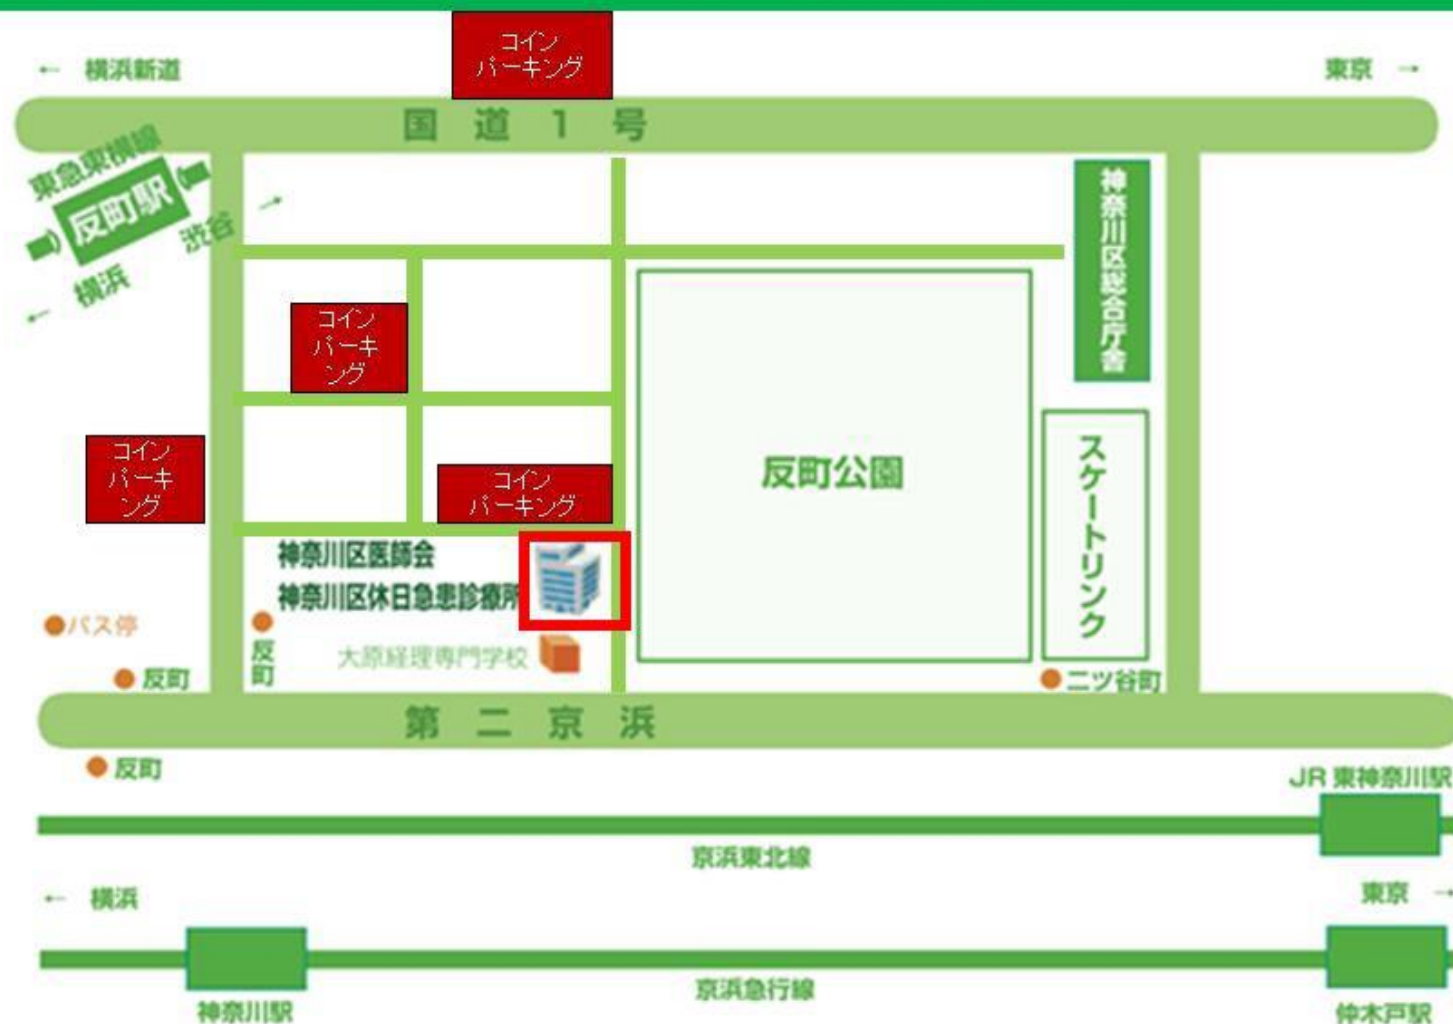 コイン
パーキング
← 横浜新道
東京 →
国道1号
東急東横線
反町駅
渋谷 →
← 横浜
神奈川区総合庁舎
コイン
パーキ
ング
コイン
パーキ
ング
コイン
パーキング
反町公園
スケートリンク
神奈川区医師会
神奈川区休日急患診療所
バス停
反町
大原経理専門学校
反町
二ツ谷町
第二京浜
反町
JR 東神奈川駅
京浜東北線
← 横浜
東京 →
京浜急行線
神奈川駅
仲木戸駅